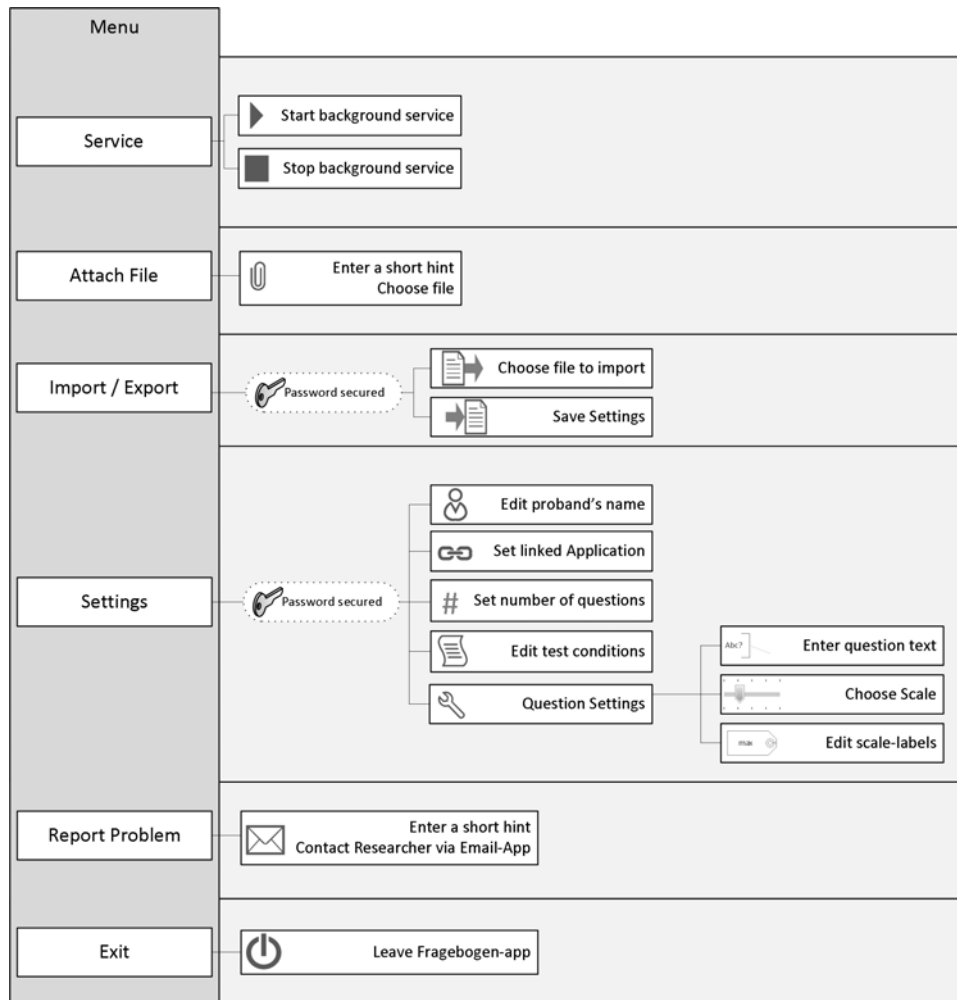 Menu
Service
Start background service
Stop background service
Attach File
Enter a short hint
Choose file
Import / Export
Password secured
Choose file to import
Save Settings
Settings
Password secured
Edit proband's name
Set linked Application
# Set number of questions
Edit test conditions
Question Settings
Abc?
Enter question text
Choose Scale
max
Edit scale-labels
Report Problem
Enter a short hint
Contact Researcher via Email-App
Exit
Leave Fragebogen-app